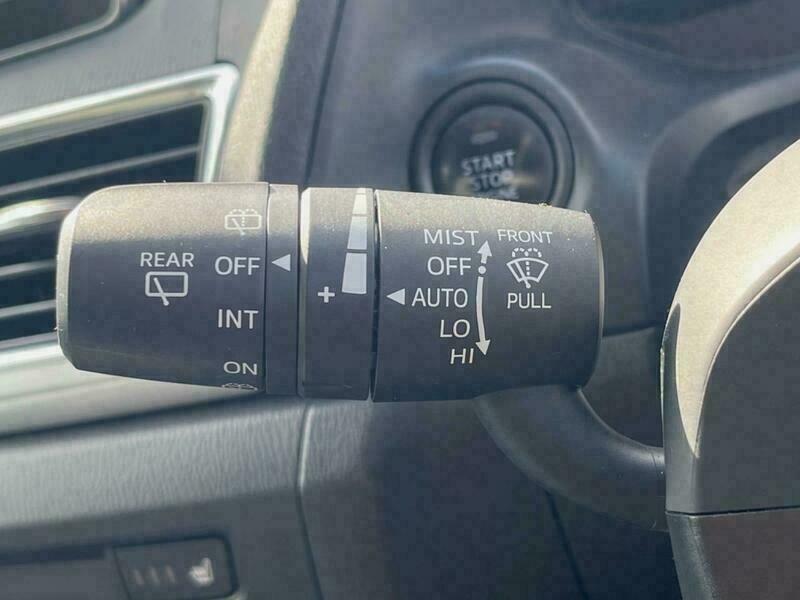 START
STOP
REAR
OFF
INT
ON
+
MIST
OFF
AUTO
LO
HI
FRONT
PULL